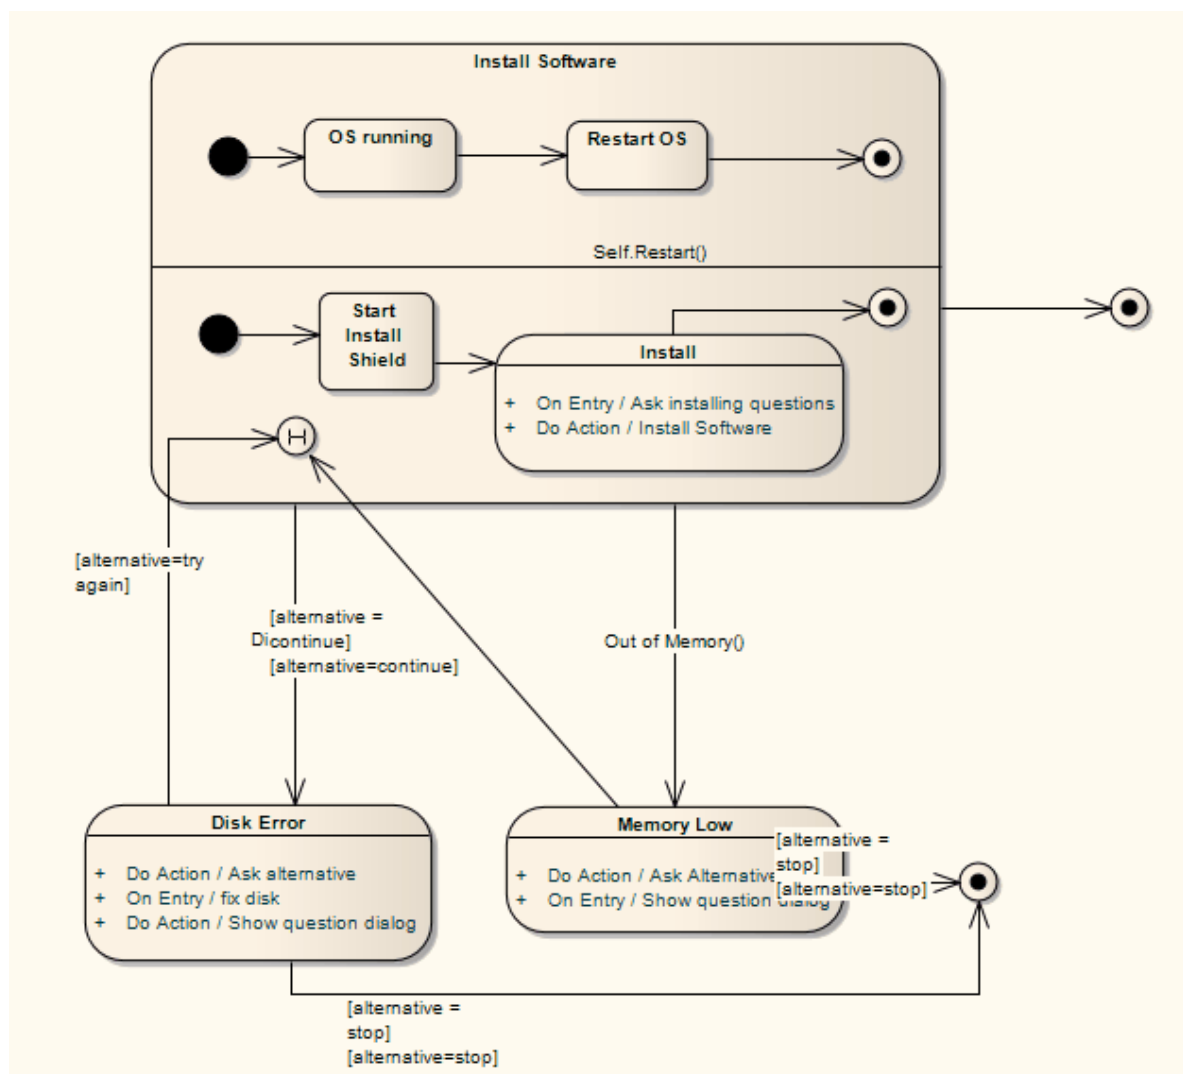 Install Software
OS running
Restart OS
Self.Restart()
Start
Install
Shield
Install
+ On Entry / Ask installing questions
+ Do Action / Install Software
H
[alternative=try
again]
[alternative =
Dicontinue]
[alternative=continue]
Out of Memory()
Disk Error
+ Do Action / Ask alternative
+ On Entry / fix disk
+ Do Action / Show question dialog
Memory Low
+ Do Action / Ask Alternative
+ On Entry / Show question dialog
[alternative =
stop]
[alternative=stop]
[alternative =
stop]
[alternative=stop]